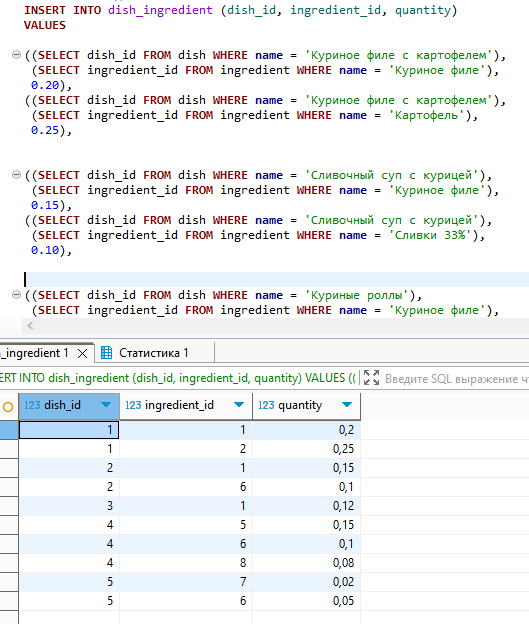 INSERT INTO dish_ingredient (dish_id, ingredient_id, quantity)
VALUES
((SELECT dish_id FROM dish WHERE name = 'Куриное филе с картофелем'),
(SELECT ingredient_id FROM ingredient WHERE name = 'Куриное филе'),
0.20),
((SELECT dish_id FROM dish WHERE name = 'Куриное филе с картофелем'),
(SELECT ingredient_id FROM ingredient WHERE name = 'Картофель'),
0.25),
((SELECT dish_id FROM dish WHERE name = 'Сливочный суп с курицей'),
(SELECT ingredient_id FROM ingredient WHERE name = 'Куриное филе'),
0.15),
((SELECT dish_id FROM dish WHERE name = 'Сливочный суп с курицей'),
(SELECT ingredient_id FROM ingredient WHERE name = 'Сливки 33%'),
0.10),
((SELECT dish_id FROM dish WHERE name = 'Куриные роллы'),
(SELECT ingredient_id FROM ingredient WHERE name = 'Куриное филе'),
_ingredient 1 Статистика 1
ERT INTO dish_ingredient (dish_id, ingredient_id, quantity) VALUES (( Введите SQL выражение ч
123 dish_id 123 ingredient_id 123 quantity
1 1 0,2
1 2 0,25
2 1 0,15
2 6 0,1
3 1 0,12
4 5 0,15
4 6 0,1
4 8 0,08
5 7 0,02
5 6 0,05